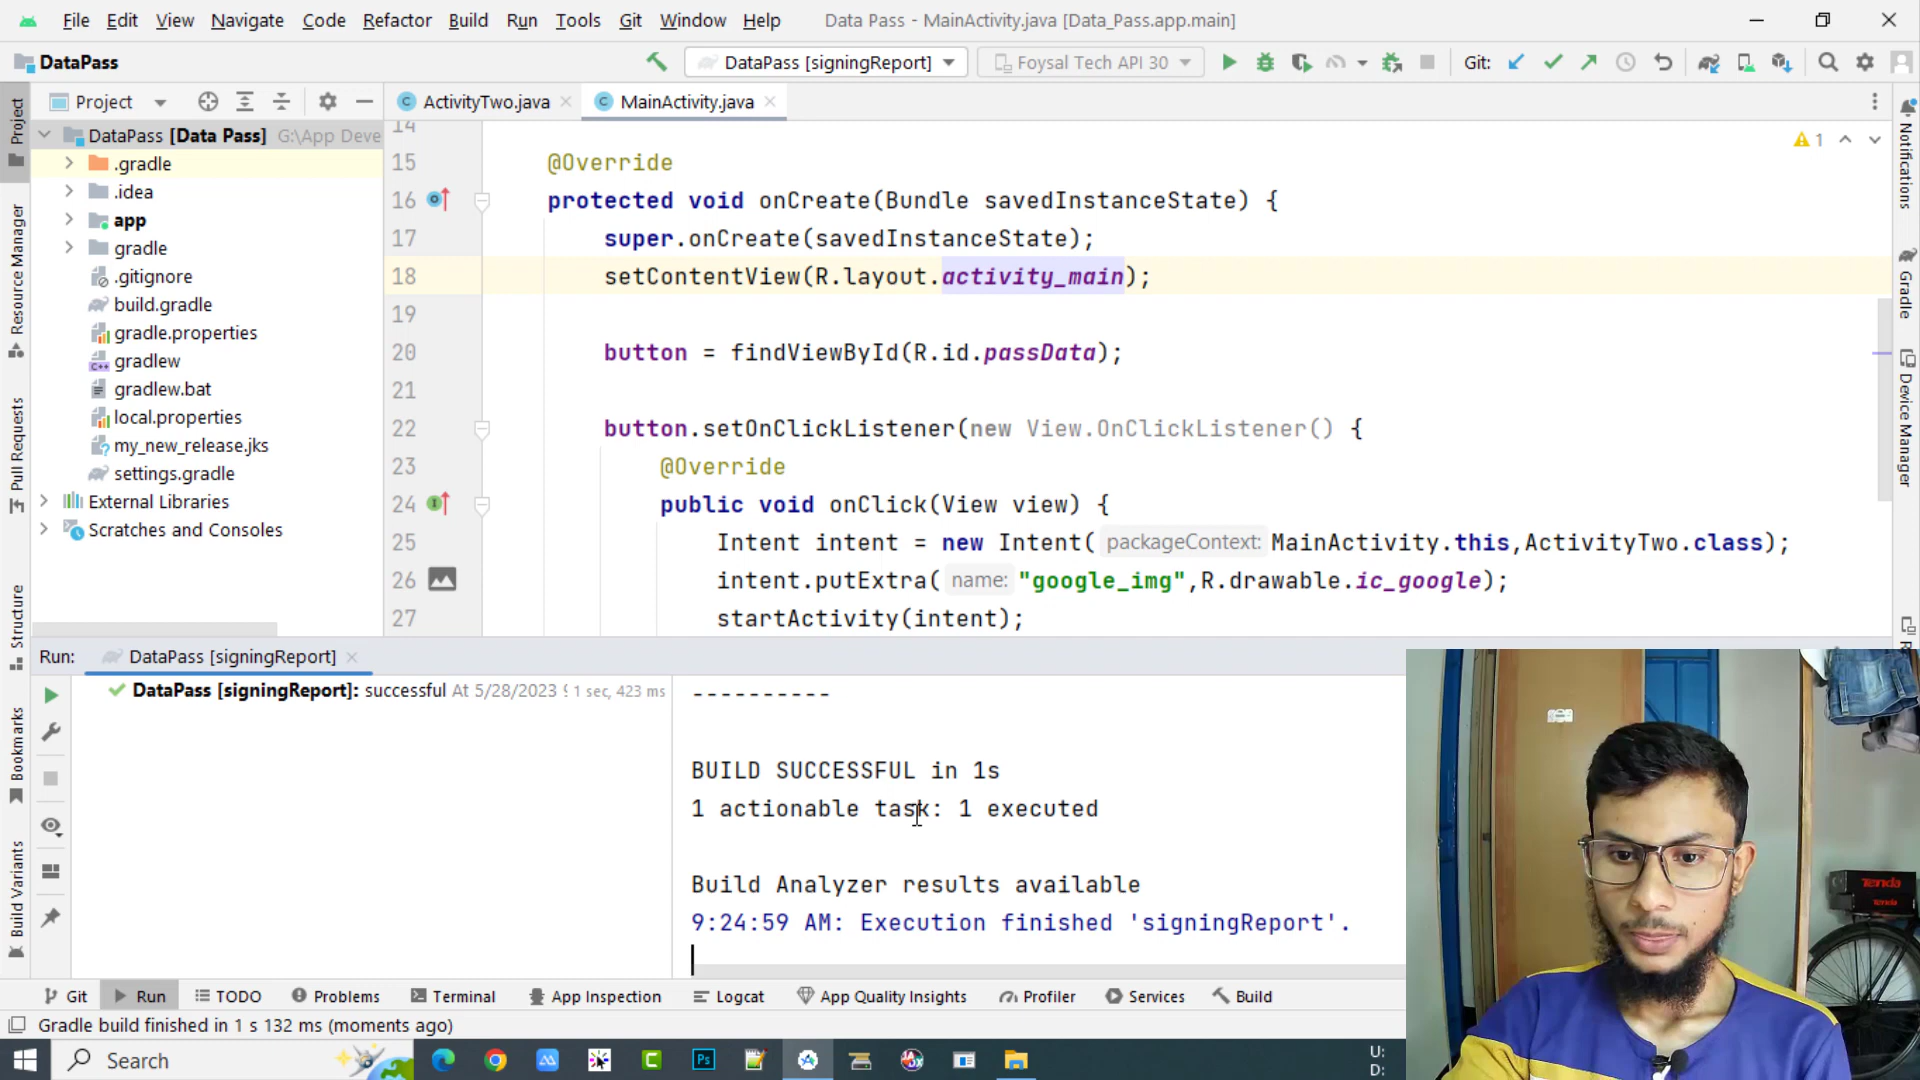 File Edit View Navigate Code Refactor Build Run Tools Git Window Help Data Pass - MainActivity.java [Data_Pass.app.main]
DataPass DataPass [signingReport] Foysal Tech API 30 Git:
Project ActivityTwo.java MainActivity.java
DataPass [Data Pass] G:\App Deve
.gradle
.idea
app
gradle
.gitignore
build.gradle
gradle.properties
gradlew
gradlew.bat
local.properties
my_new_release.jks
settings.gradle
External Libraries
Scratches and Consoles
14
15 @Override
16 protected void onCreate(Bundle savedInstanceState) {
17 super.onCreate(savedInstanceState);
18 setContentView(R.layout.activity_main);
19
20 button = findViewById(R.id.passData);
21
22 button.setOnClickListener(new View.OnClickListener() {
23 @Override
24 public void onClick(View view) {
25 Intent intent = new Intent( packageContext: MainActivity.this,ActivityTwo.class);
26 intent.putExtra( name: "google_img",R.drawable.ic_google);
27 startActivity(intent);
1
Project
Resource Manager
Pull Requests
Structure
Bookmarks
Build Variants
Notifications
Gradle
Device Manager
Run: DataPass [signingReport]
DataPass [signingReport]: successful At 5/28/2023 9 1 sec, 423 ms
----------
BUILD SUCCESSFUL in 1s
1 actionable task: 1 executed
Build Analyzer results available
9:24:59 AM: Execution finished 'signingReport'.
Git Run TODO Problems Terminal App Inspection Logcat App Quality Insights Profiler Services Build
Gradle build finished in 1 s 132 ms (moments ago)
Search
U:
D:
Tenda
Tenda